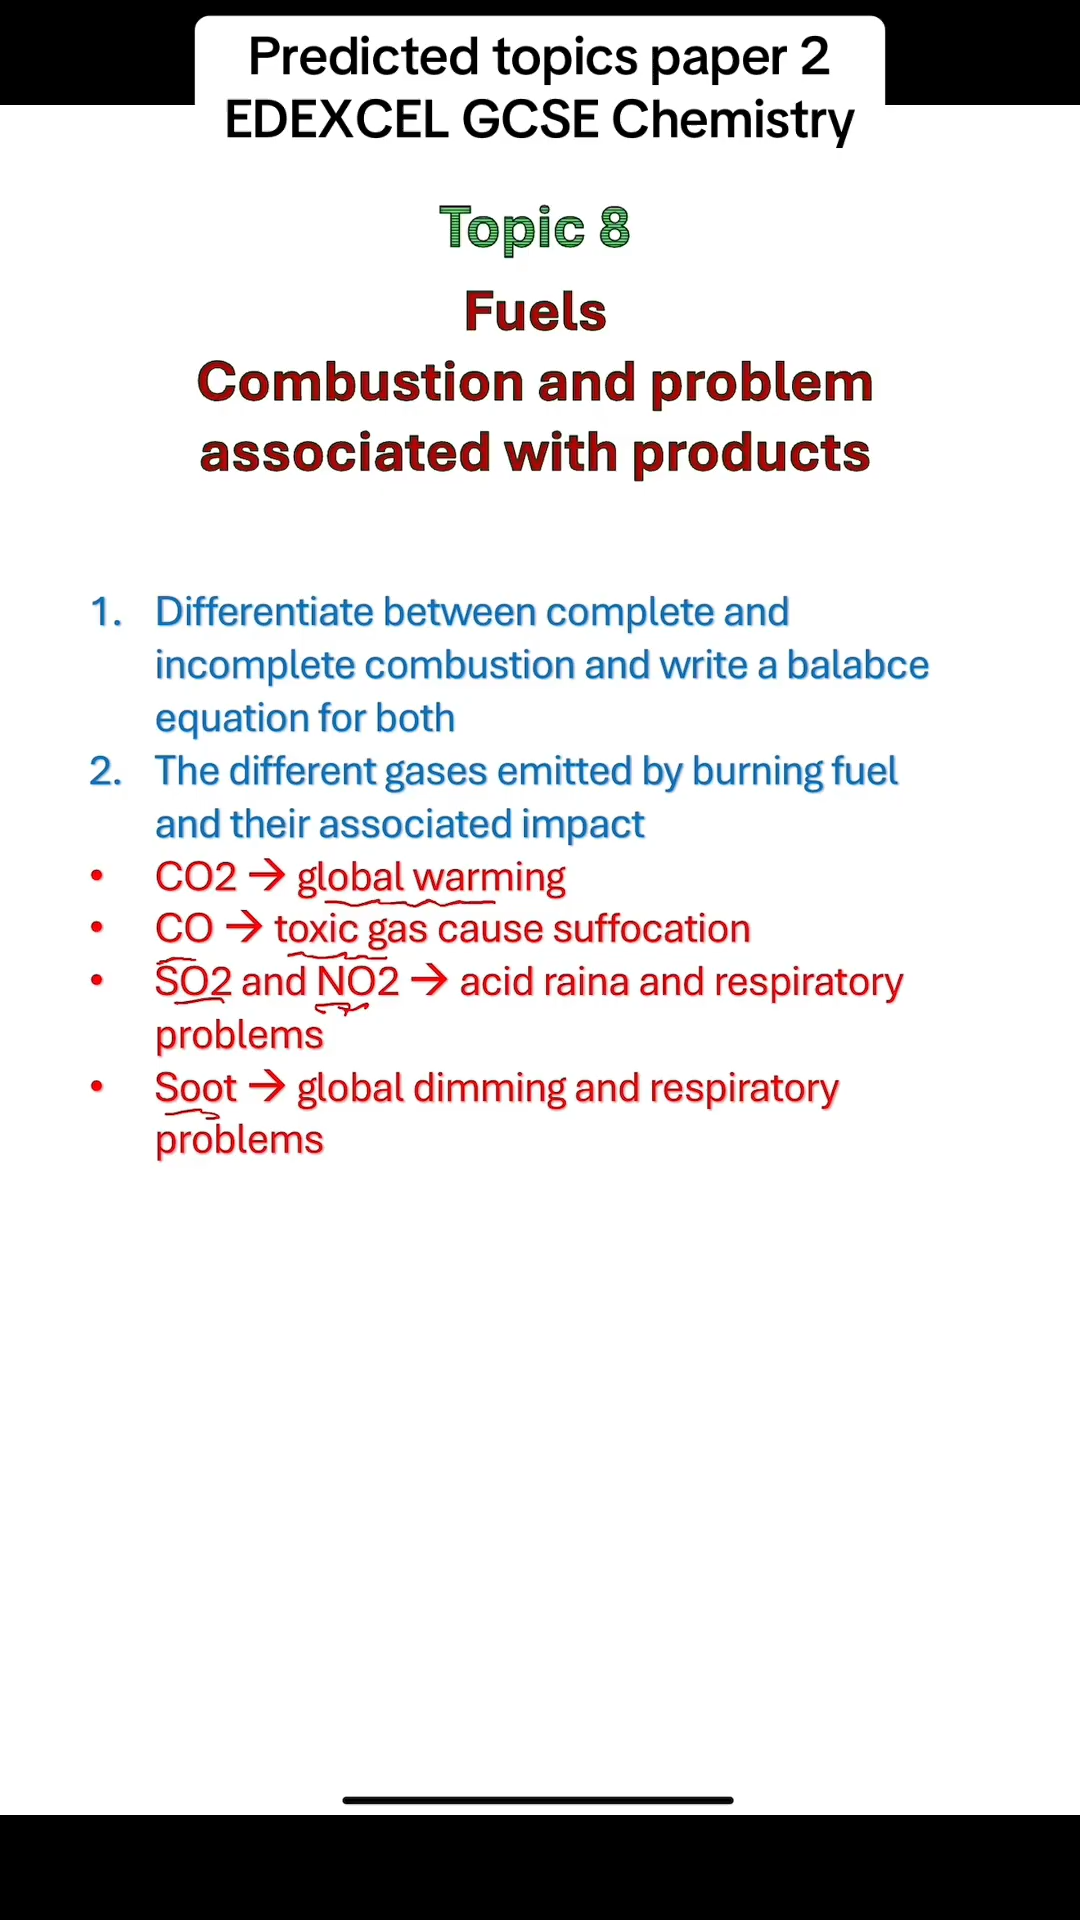 Predicted topics paper 2
EDEXCEL GCSE Chemistry
Topic 8
Fuels
Combustion and problem
associated with products
1. Differentiate between complete and
incomplete combustion and write a balabce
equation for both
2. The different gases emitted by burning fuel
and their associated impact
• CO2 → global warming
• CO → toxic gas cause suffocation
• SO2 and NO2 → acid raina and respiratory
problems
• Soot → global dimming and respiratory
problems